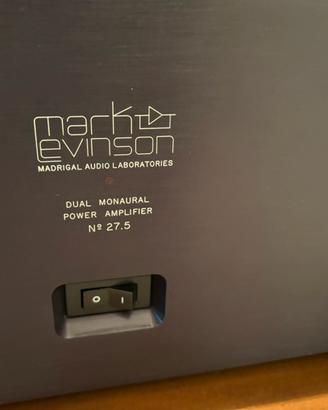 mark
Levinson
MADRIGAL AUDIO LABORATORIES
DUAL MONAURAL
POWER AMPLIFIER
Nº 27.5
O I